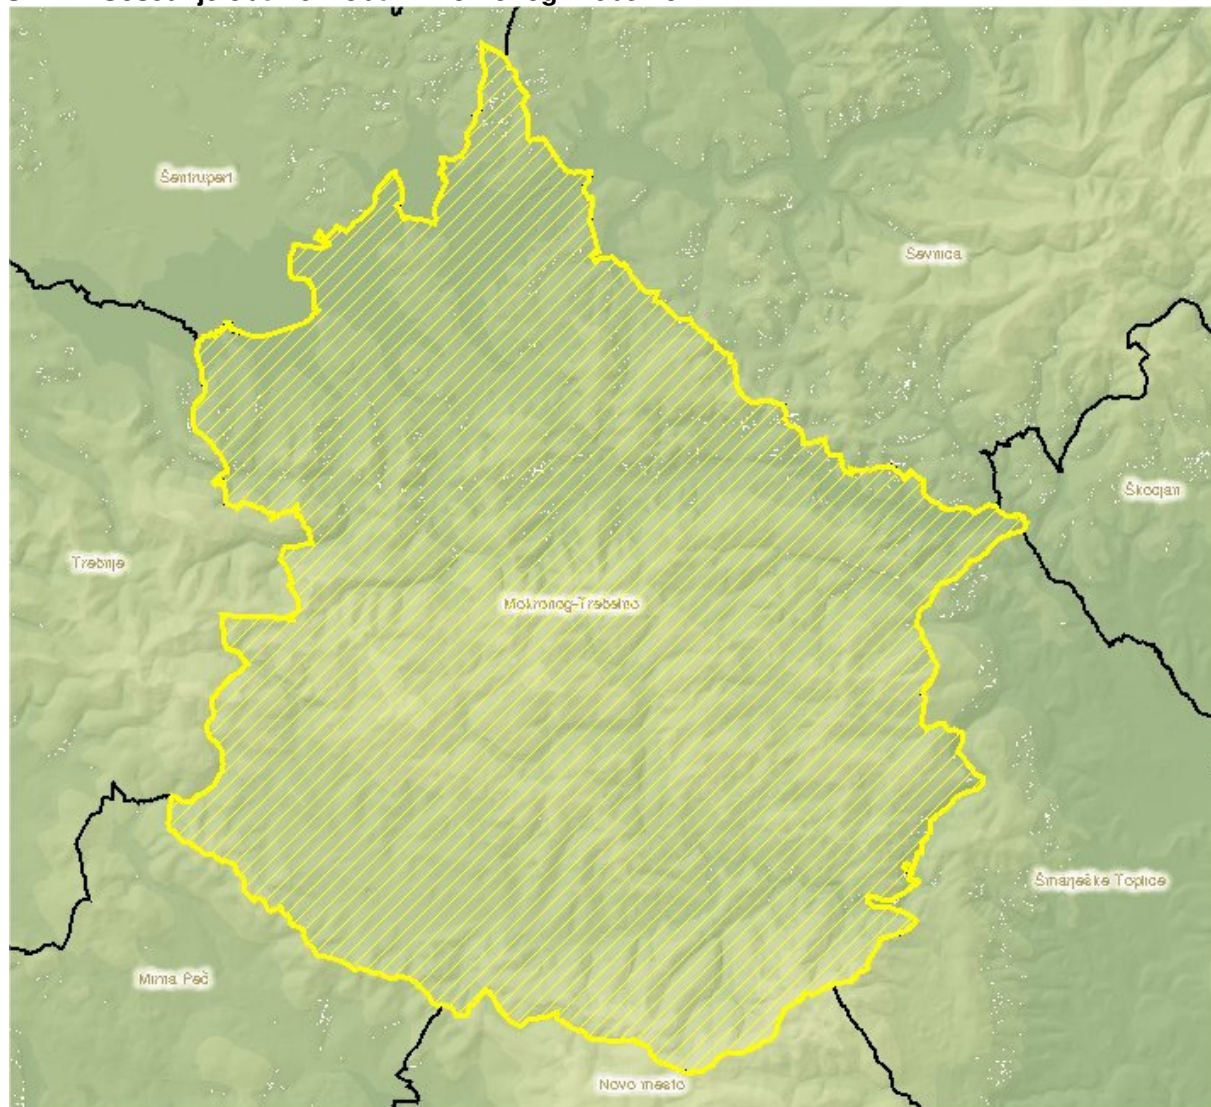 Šentrupert
Sevnica
Škocjan
Trebnje
Mokronog-Trebelno
Šmarješke Toplice
Mirna Peč
Novo mesto